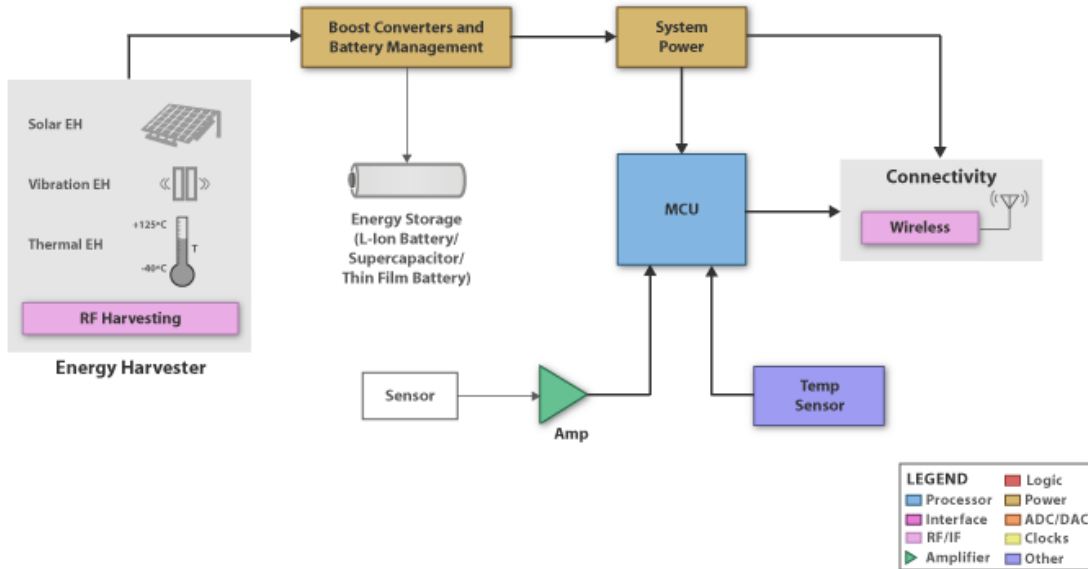 Boost Converters and
Battery Management
System
Power
Solar EH
Vibration EH
+125°C
Thermal EH
T
-40°C
RF Harvesting
Energy Harvester
Energy Storage
(L-Ion Battery/
Supercapacitor/
Thin Film Battery)
MCU
Connectivity
Wireless
Sensor
Amp
Temp
Sensor
LEGEND
Processor
Interface
RF/IF
Amplifier
Logic
Power
ADC/DAC
Clocks
Other